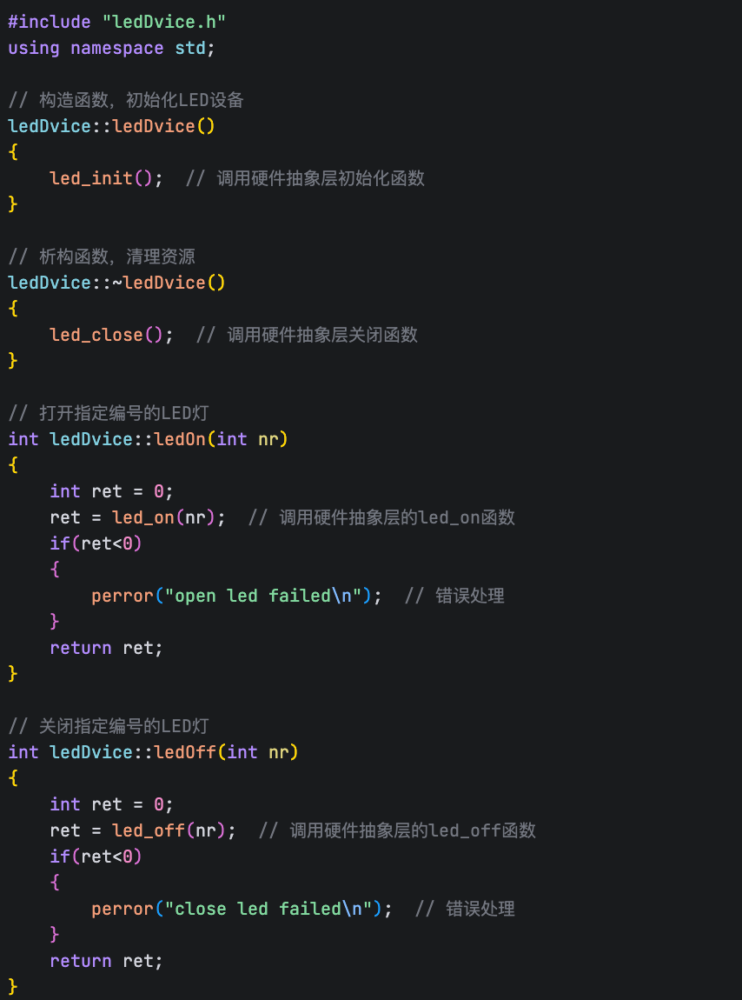 #include "ledDvice.h"
using namespace std;
// 构造函数，初始化LED设备
ledDvice::ledDvice()
{
    led_init();  // 调用硬件抽象层初始化函数
}
// 析构函数，清理资源
ledDvice::~ledDvice()
{
    led_close();  // 调用硬件抽象层关闭函数
}
// 打开指定编号的LED灯
int ledDvice::ledOn(int nr)
{
    int ret = 0;
    ret = led_on(nr);  // 调用硬件抽象层的led_on函数
    if(ret<0)
    {
        perror("open led failed\n");  // 错误处理
    }
    return ret;
}
// 关闭指定编号的LED灯
int ledDvice::ledOff(int nr)
{
    int ret = 0;
    ret = led_off(nr);  // 调用硬件抽象层的led_off函数
    if(ret<0)
    {
        perror("close led failed\n");  // 错误处理
    }
    return ret;
}